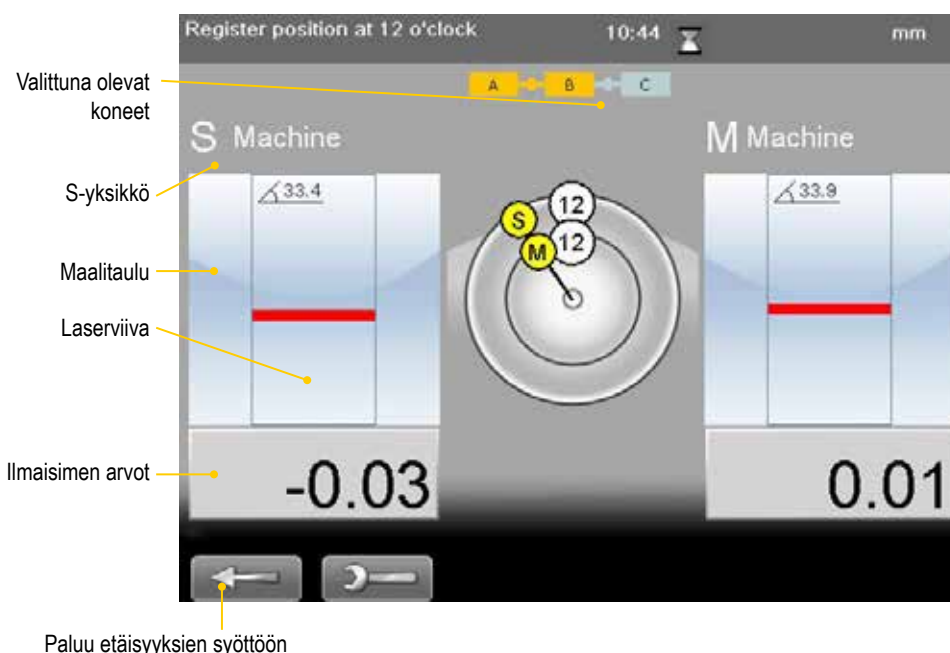 Register position at 12 o'clock 10:44 mm
Valittuna olevat
koneet
A B C
S Machine M Machine
S-yksikkö
33.4 33.9
S 12
M 12
Maalitaulu
Laserviiva
Ilmaisimen arvot
-0.03 0.01
Paluu etäisyyksien syöttöön